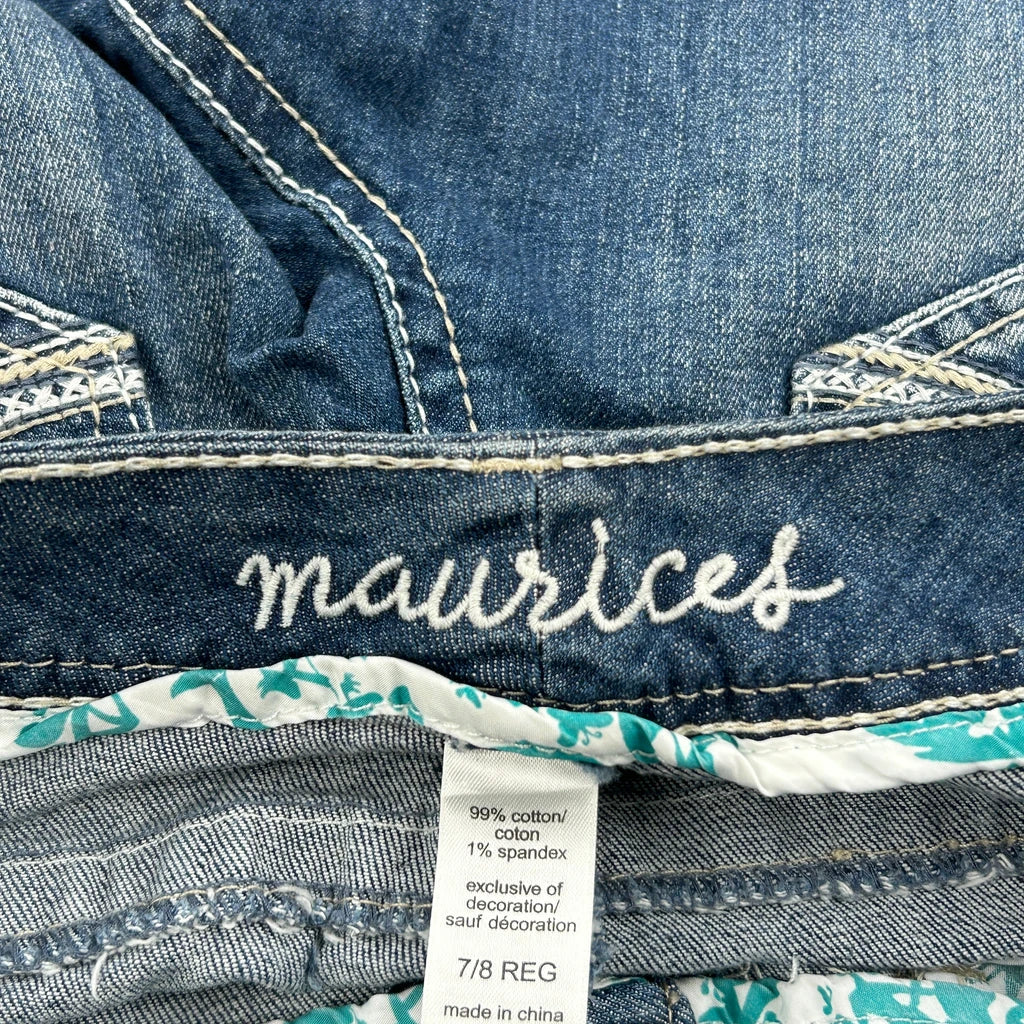 maurices
99% cotton/
coton
1% spandex
exclusive of
decoration/
sauf décoration
7/8 REG
made in china